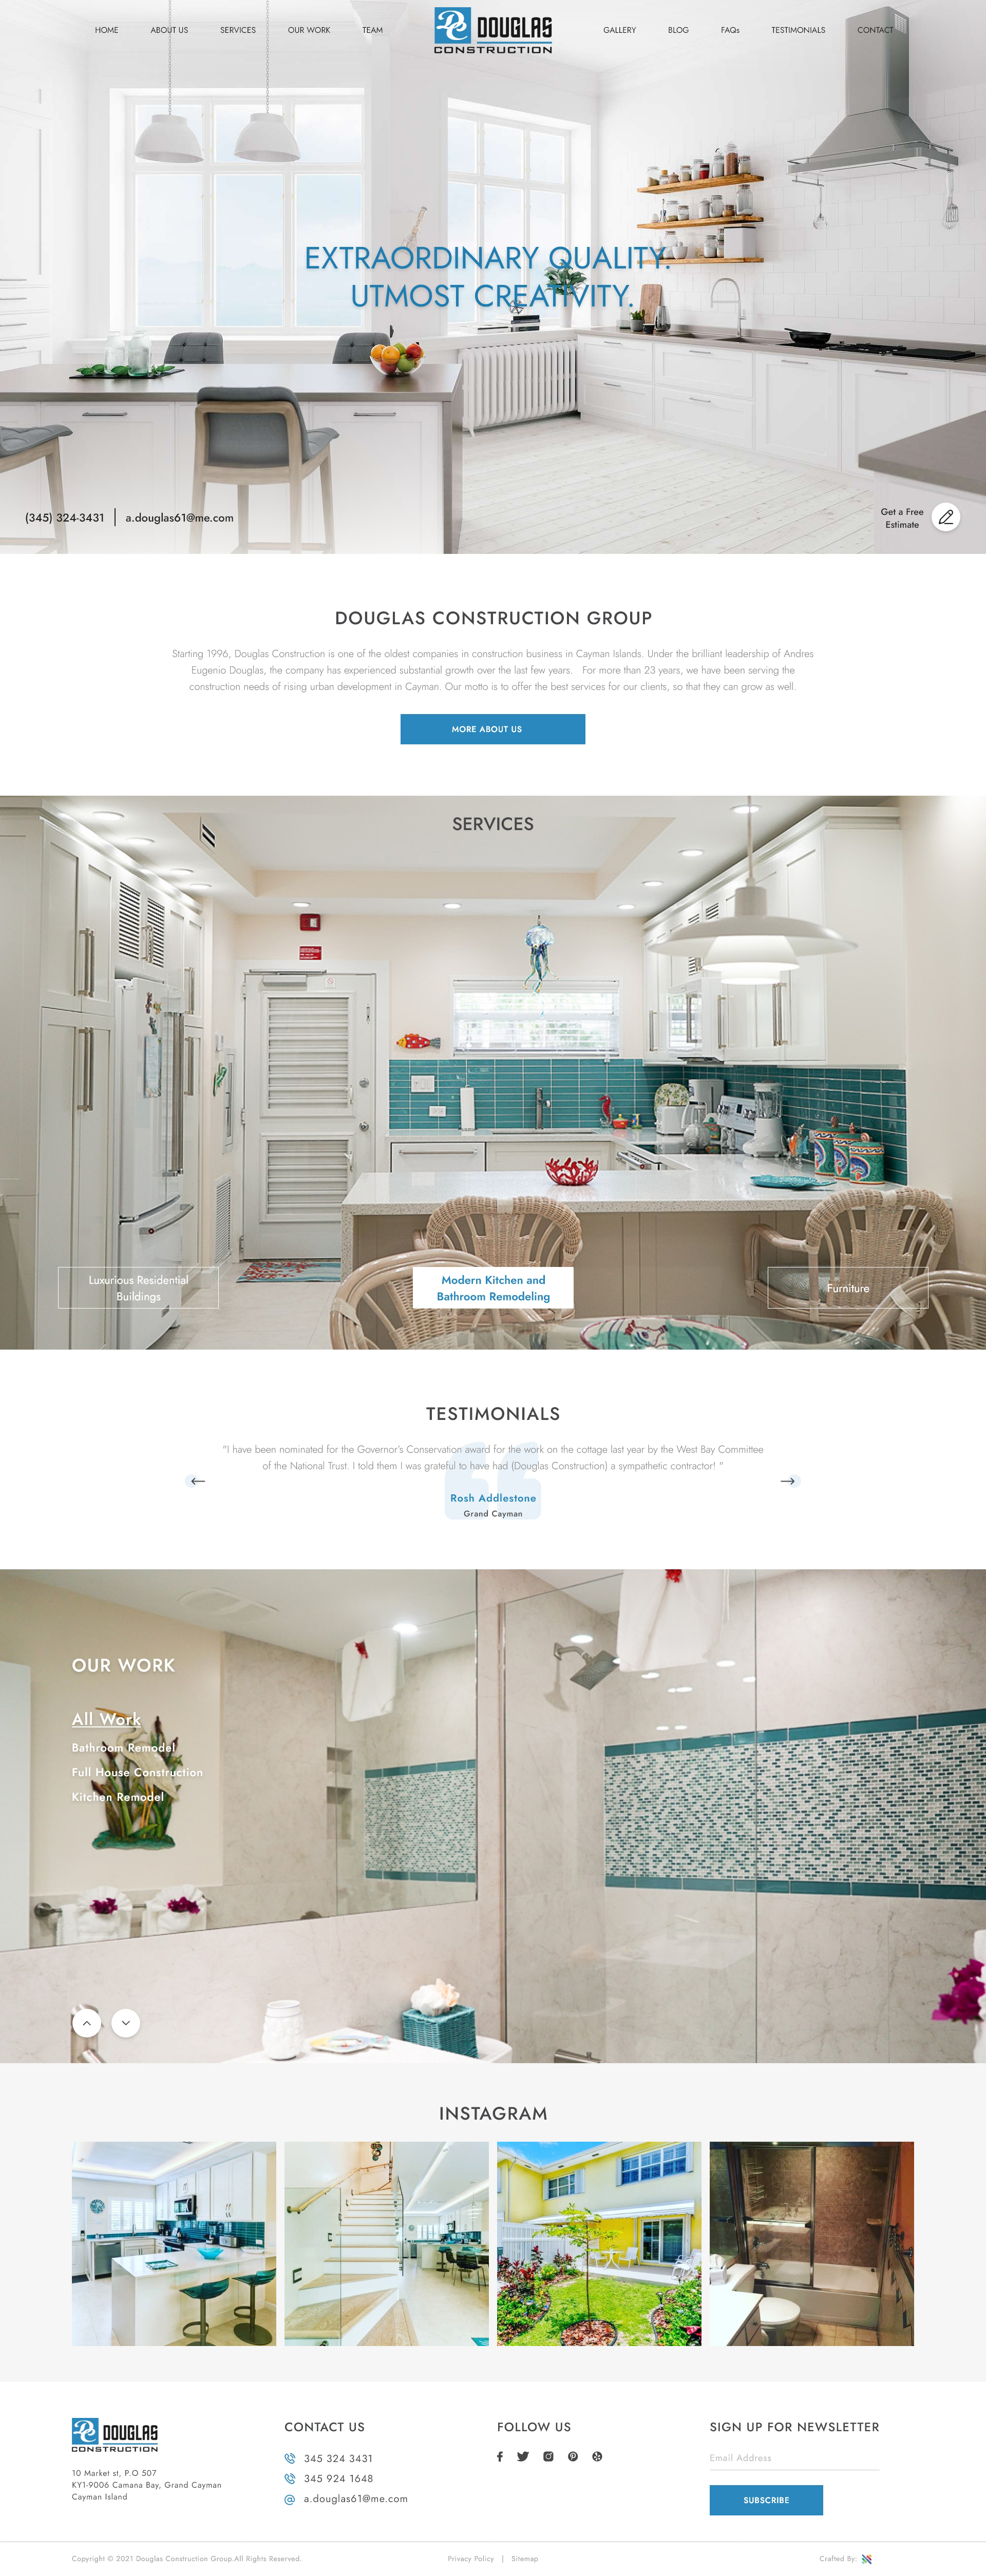 HOME ABOUT US SERVICES OUR WORK TEAM
DOUGLAS
CONSTRUCTION
GALLERY BLOG FAQs TESTIMONIALS CONTACT
EXTRAORDINARY QUALITY.
UTMOST CREATIVITY.
(345) 324-3431 | a.douglas61@me.com
Get a Free
Estimate
DOUGLAS CONSTRUCTION GROUP
Starting 1996, Douglas Construction is one of the oldest companies in construction business in Cayman Islands. Under the brilliant leadership of Andres
Eugenio Douglas, the company has experienced substantial growth over the last few years. For more than 23 years, we have been serving the
construction needs of rising urban development in Cayman. Our motto is to offer the best services for our clients, so that they can grow as well.
MORE ABOUT US
SERVICES
Luxurious Residential
Buildings
Modern Kitchen and
Bathroom Remodeling
Furniture
TESTIMONIALS
"I have been nominated for the Governor's Conservation award for the work on the cottage last year by the West Bay Committee
of the National Trust. I told them I was grateful to have had (Douglas Construction) a sympathetic contractor! "
Rosh Addlestone
Grand Cayman
OUR WORK
All Work
Bathroom Remodel
Full House Construction
Kitchen Remodel
INSTAGRAM
DOUGLAS
CONSTRUCTION
10 Market st, P.O 507
KY1-9006 Camana Bay, Grand Cayman
Cayman Island
CONTACT US
345 324 3431
345 924 1648
a.douglas61@me.com
FOLLOW US
SIGN UP FOR NEWSLETTER
Email Address
SUBSCRIBE
Copyright © 2021 Douglas Construction Group.All Rights Reserved.
Privacy Policy | Sitemap
Crafted By: